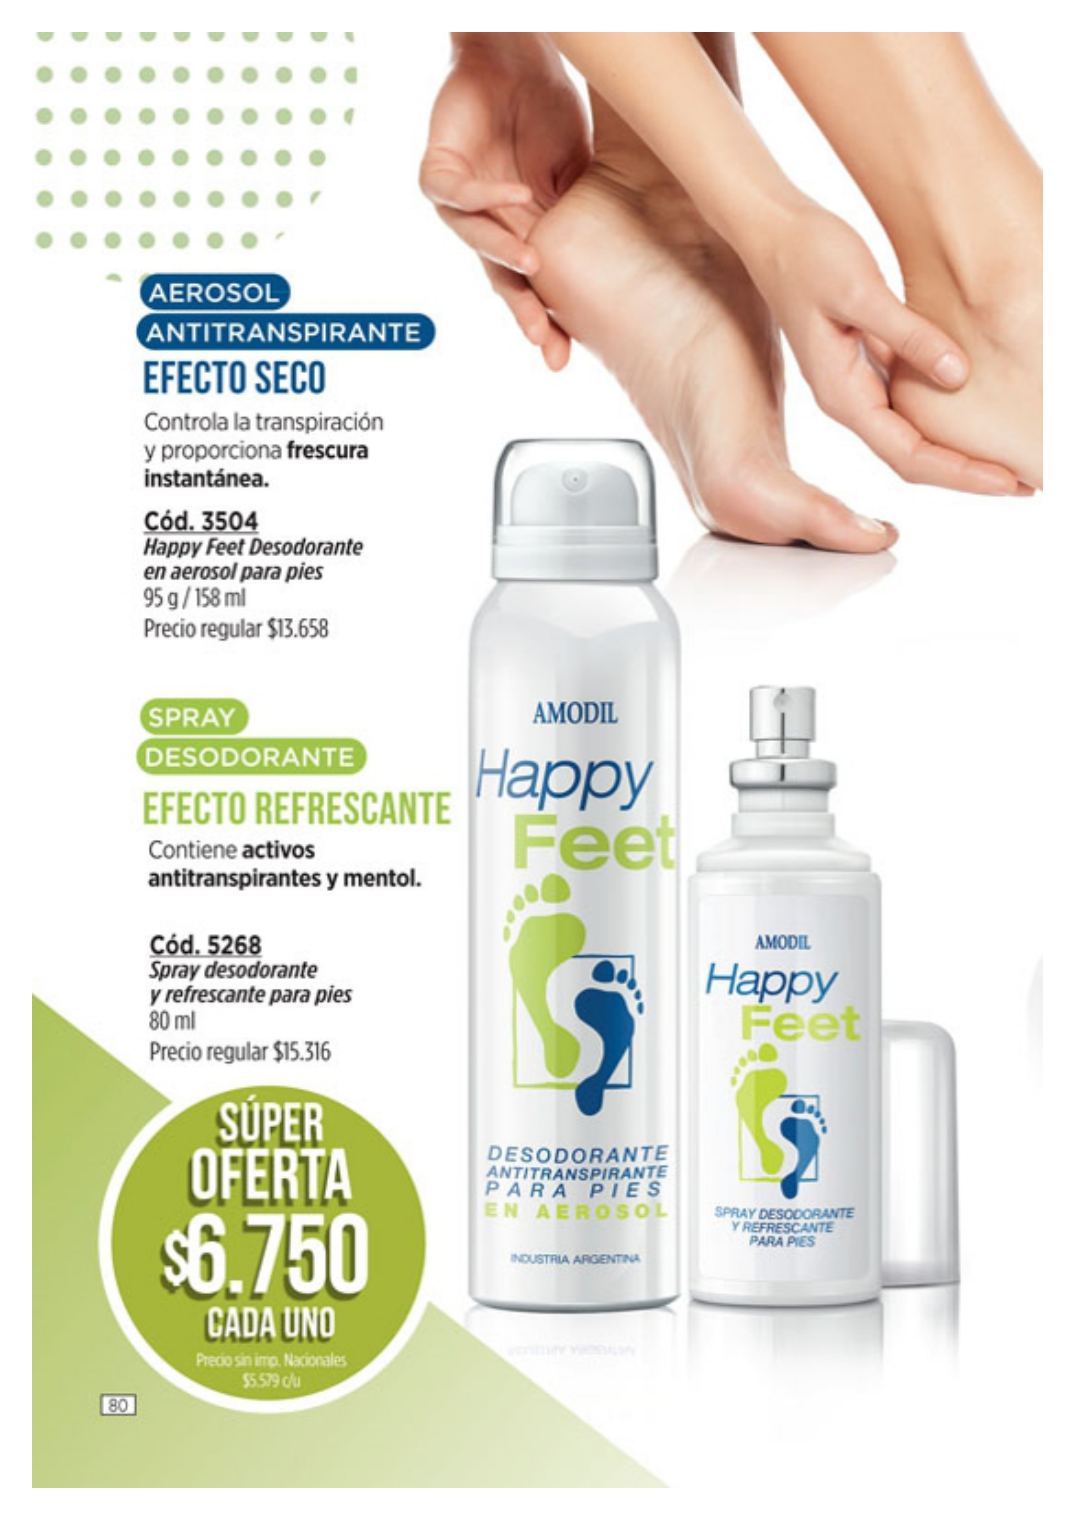 AEROSOL
ANTITRANSPIRANTE
EFECTO SECO
Controla la transpiración
y proporciona frescura
instantánea.
Cód. 3504
Happy Feet Desodorante
en aerosol para pies
95 g / 158 ml
Precio regular $13.658
SPRAY
DESODORANTE
EFECTO REFRESCANTE
Contiene activos
antitranspirantes y mentol.
Cód. 5268
Spray desodorante
y refrescante para pies
80 ml
Precio regular $15.316
SÚPER
OFERTA
$6.750
CADA UNO
Precio sin imp. Nacionales
$5.579 c/u
80
AMODIL
Happy
Feet
DESODORANTE
ANTITRANSPIRANTE
PARA PIES
EN AEROSOL
INDUSTRIA ARGENTINA
AMODIL
Happy
Feet
SPRAY DESODORANTE
Y REFRESCANTE
PARA PIES